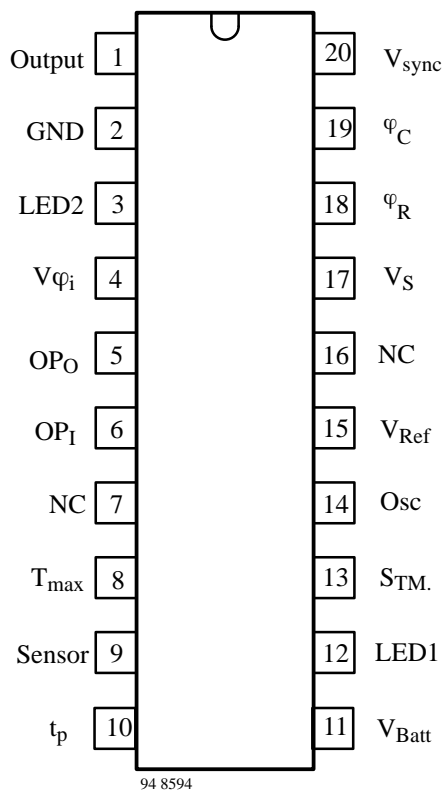 Output 1 20 Vsync
GND 2 19 φC
LED2 3 18 φR
Vφi 4 17 VS
OPO 5 16 NC
OPI 6 15 VRef
NC 7 14 Osc
Tmax 8 13 STM.
Sensor 9 12 LED1
tp 10 11 VBatt
94 8594